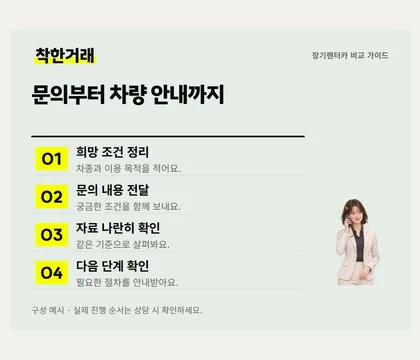 착한거래
장기렌터카 비교 가이드
문의부터 차량 안내까지
01 희망 조건 정리
차종과 이용 목적을 적어요.
02 문의 내용 전달
궁금한 조건을 함께 보내요.
03 자료 나란히 확인
같은 기준으로 살펴봐요.
04 다음 단계 확인
필요한 절차를 안내받아요.
구성 예시 · 실제 진행 순서는 상담 시 확인하세요.